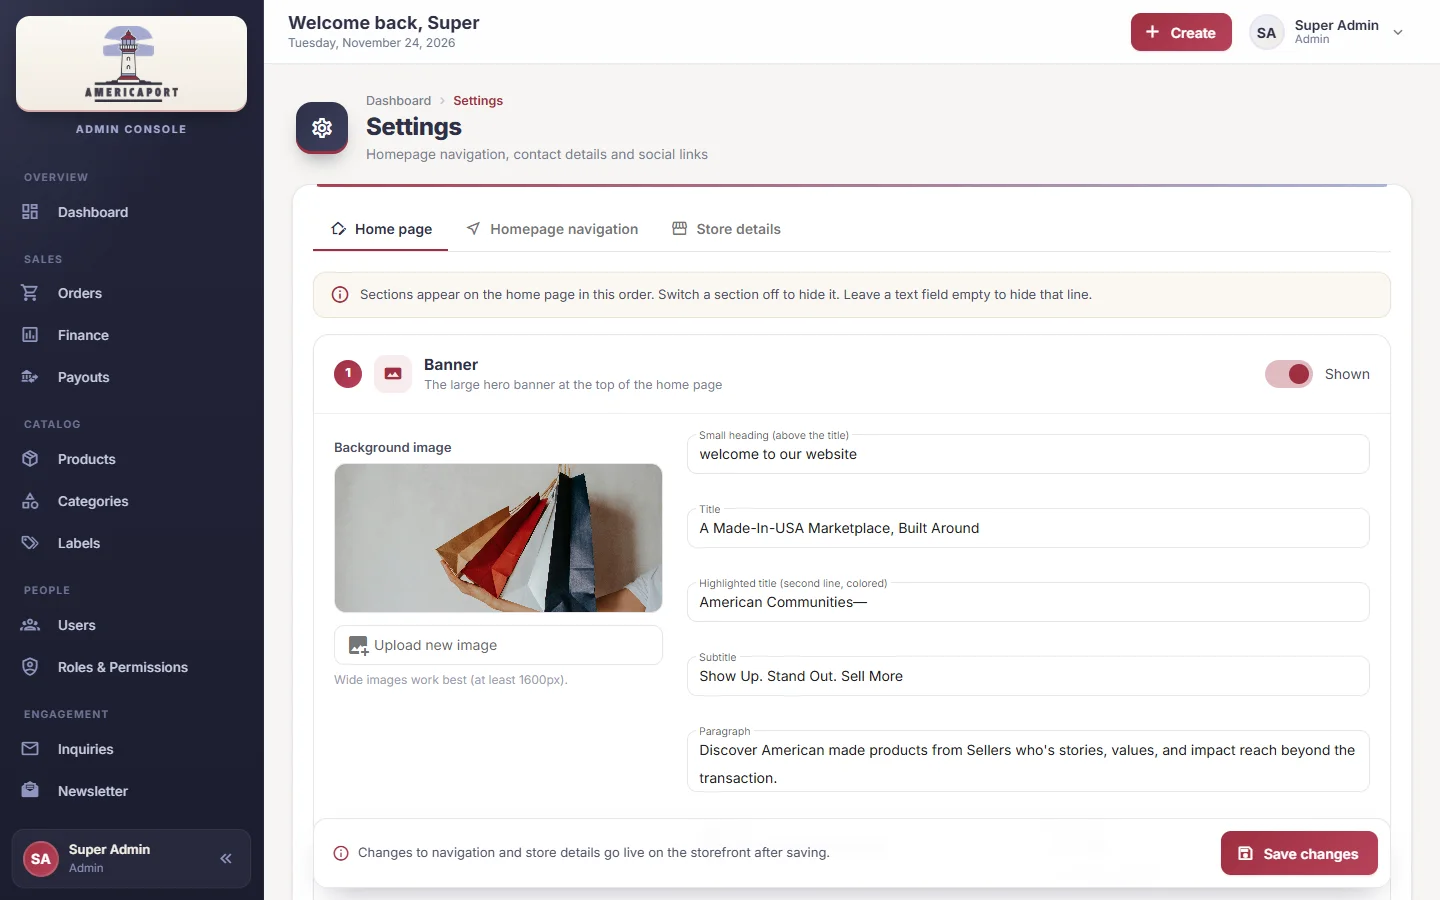 AMERICAPORT
ADMIN CONSOLE
OVERVIEW
Dashboard
SALES
Orders
Finance
Payouts
CATALOG
Products
Categories
Labels
PEOPLE
Users
Roles & Permissions
ENGAGEMENT
Inquiries
Newsletter
SA
Super Admin
Admin
Welcome back, Super
Tuesday, November 24, 2026
Create
SA
Super Admin
Admin
Dashboard
Settings
Settings
Homepage navigation, contact details and social links
Home page
Homepage navigation
Store details
Sections appear on the home page in this order. Switch a section off to hide it. Leave a text field empty to hide that line.
1
Banner
The large hero banner at the top of the home page
Shown
Background image
Upload new image
Wide images work best (at least 1600px).
Small heading (above the title)
welcome to our website
Title
A Made-In-USA Marketplace, Built Around
Highlighted title (second line, colored)
American Communities—
Subtitle
Show Up. Stand Out. Sell More
Paragraph
Discover American made products from Sellers who's stories, values, and impact reach beyond the
transaction.
Changes to navigation and store details go live on the storefront after saving.
Save changes